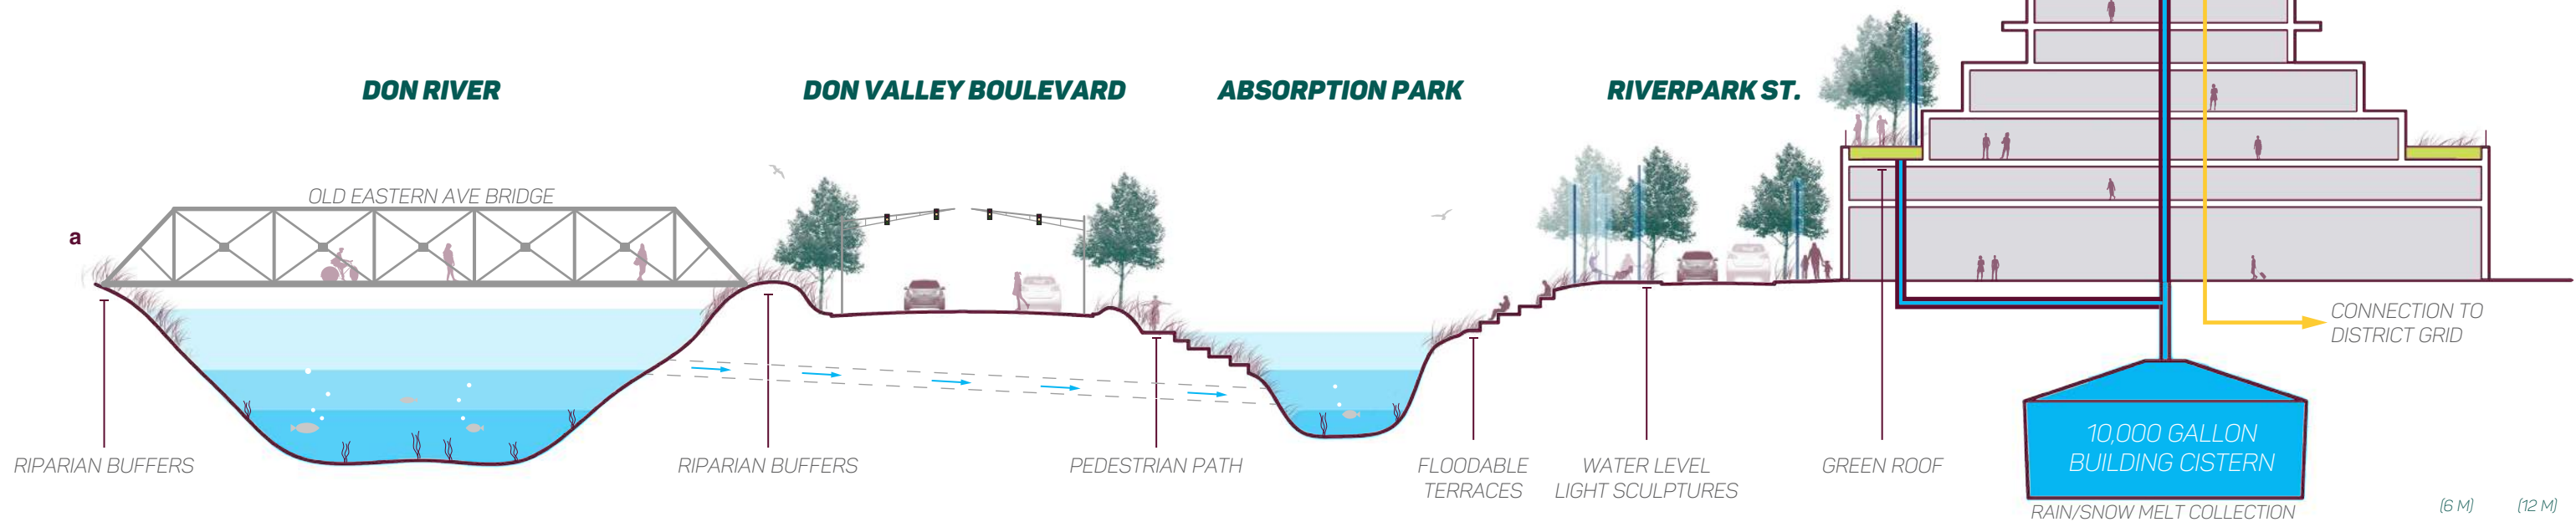 DON RIVER
DON VALLEY BOULEVARD
ABSORPTION PARK
RIVERPARK ST.
OLD EASTERN AVE BRIDGE
a
CONNECTION TO
DISTRICT GRID
RIPARIAN BUFFERS
RIPARIAN BUFFERS
PEDESTRIAN PATH
FLOODABLE
TERRACES
WATER LEVEL
LIGHT SCULPTURES
GREEN ROOF
10,000 GALLON
BUILDING CISTERN
RAIN/SNOW MELT COLLECTION
(6 M)
(12 M)